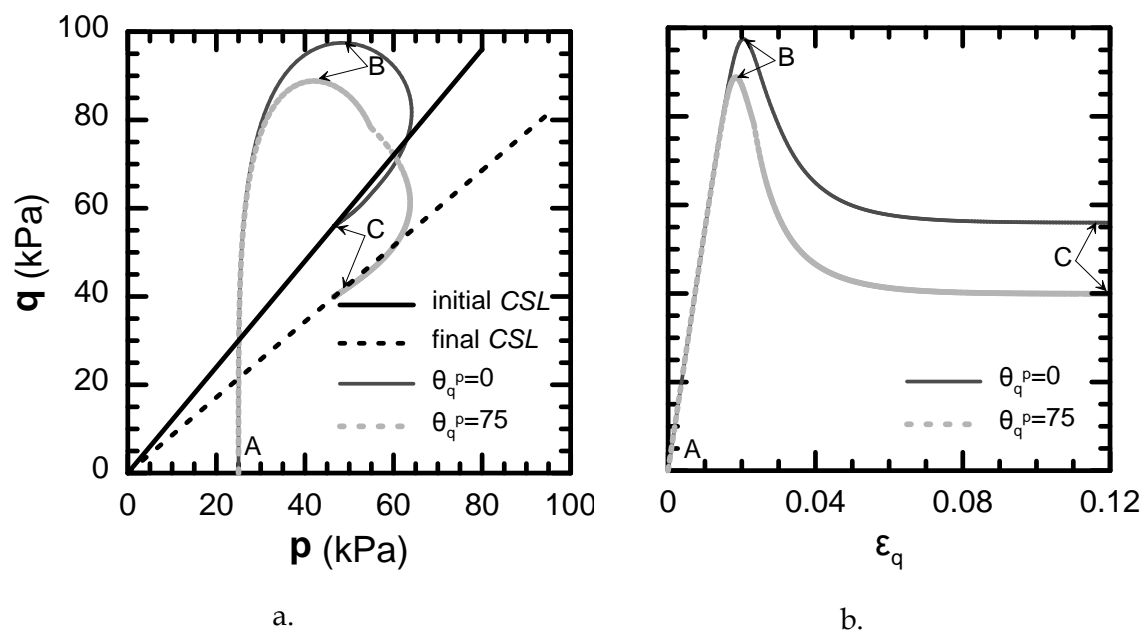 100
80
60
40
20
0
q (kPa)
B
C
A
initial CSL
final CSL
θqᵖ=0
θqᵖ=75
0 20 40 60 80 100
p (kPa)
a.
B
C
A
θqᵖ=0
θqᵖ=75
0 0.04 0.08 0.12
εq
b.